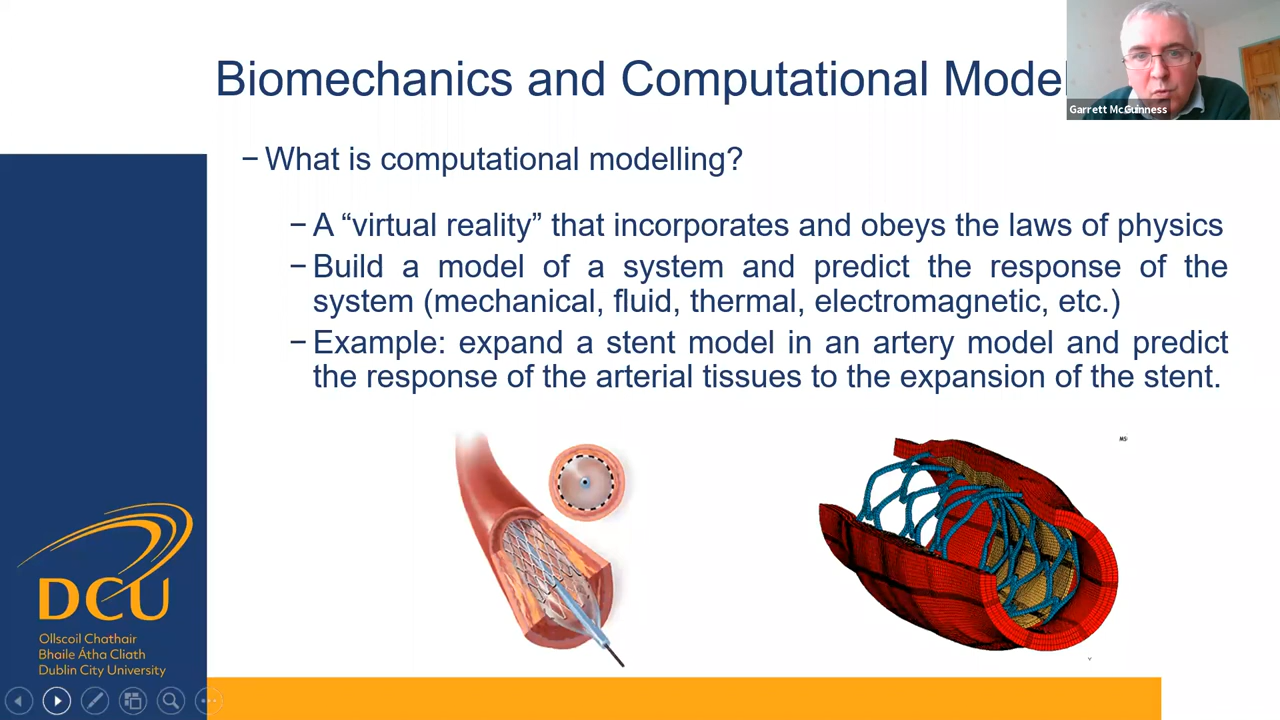 Biomechanics and Computational Model
Garrett McGuinness
− What is computational modelling?
− A “virtual reality” that incorporates and obeys the laws of physics
− Build a model of a system and predict the response of the
system (mechanical, fluid, thermal, electromagnetic, etc.)
− Example: expand a stent model in an artery model and predict
the response of the arterial tissues to the expansion of the stent.
DCU
Ollscoil Chathair
Bhaile Átha Cliath
Dublin City University